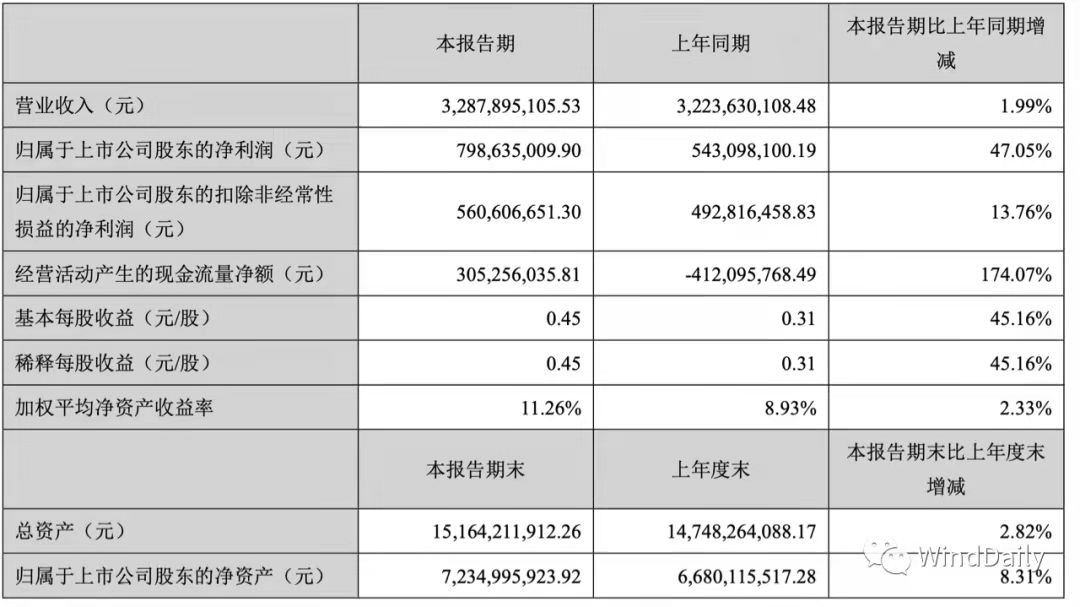 本报告期 上年同期 本报告期比上年同期增
减
营业收入（元） 3,287,895,105.53 3,223,630,108.48 1.99%
归属于上市公司股东的净利润（元） 798,635,009.90 543,098,100.19 47.05%
归属于上市公司股东的扣除非经常性
损益的净利润（元） 560,606,651.30 492,816,458.83 13.76%
经营活动产生的现金流量净额（元） 305,256,035.81 -412,095,768.49 174.07%
基本每股收益（元/股） 0.45 0.31 45.16%
稀释每股收益（元/股） 0.45 0.31 45.16%
加权平均净资产收益率 11.26% 8.93% 2.33%
本报告期末 上年度末 本报告期末比上年度末
增减
总资产（元） 15,164,211,912.26 14,748,264,088.17 2.82%
归属于上市公司股东的净资产（元） 7,234,995,923.92 6,680,115,517.28 8.31%
WindDaily